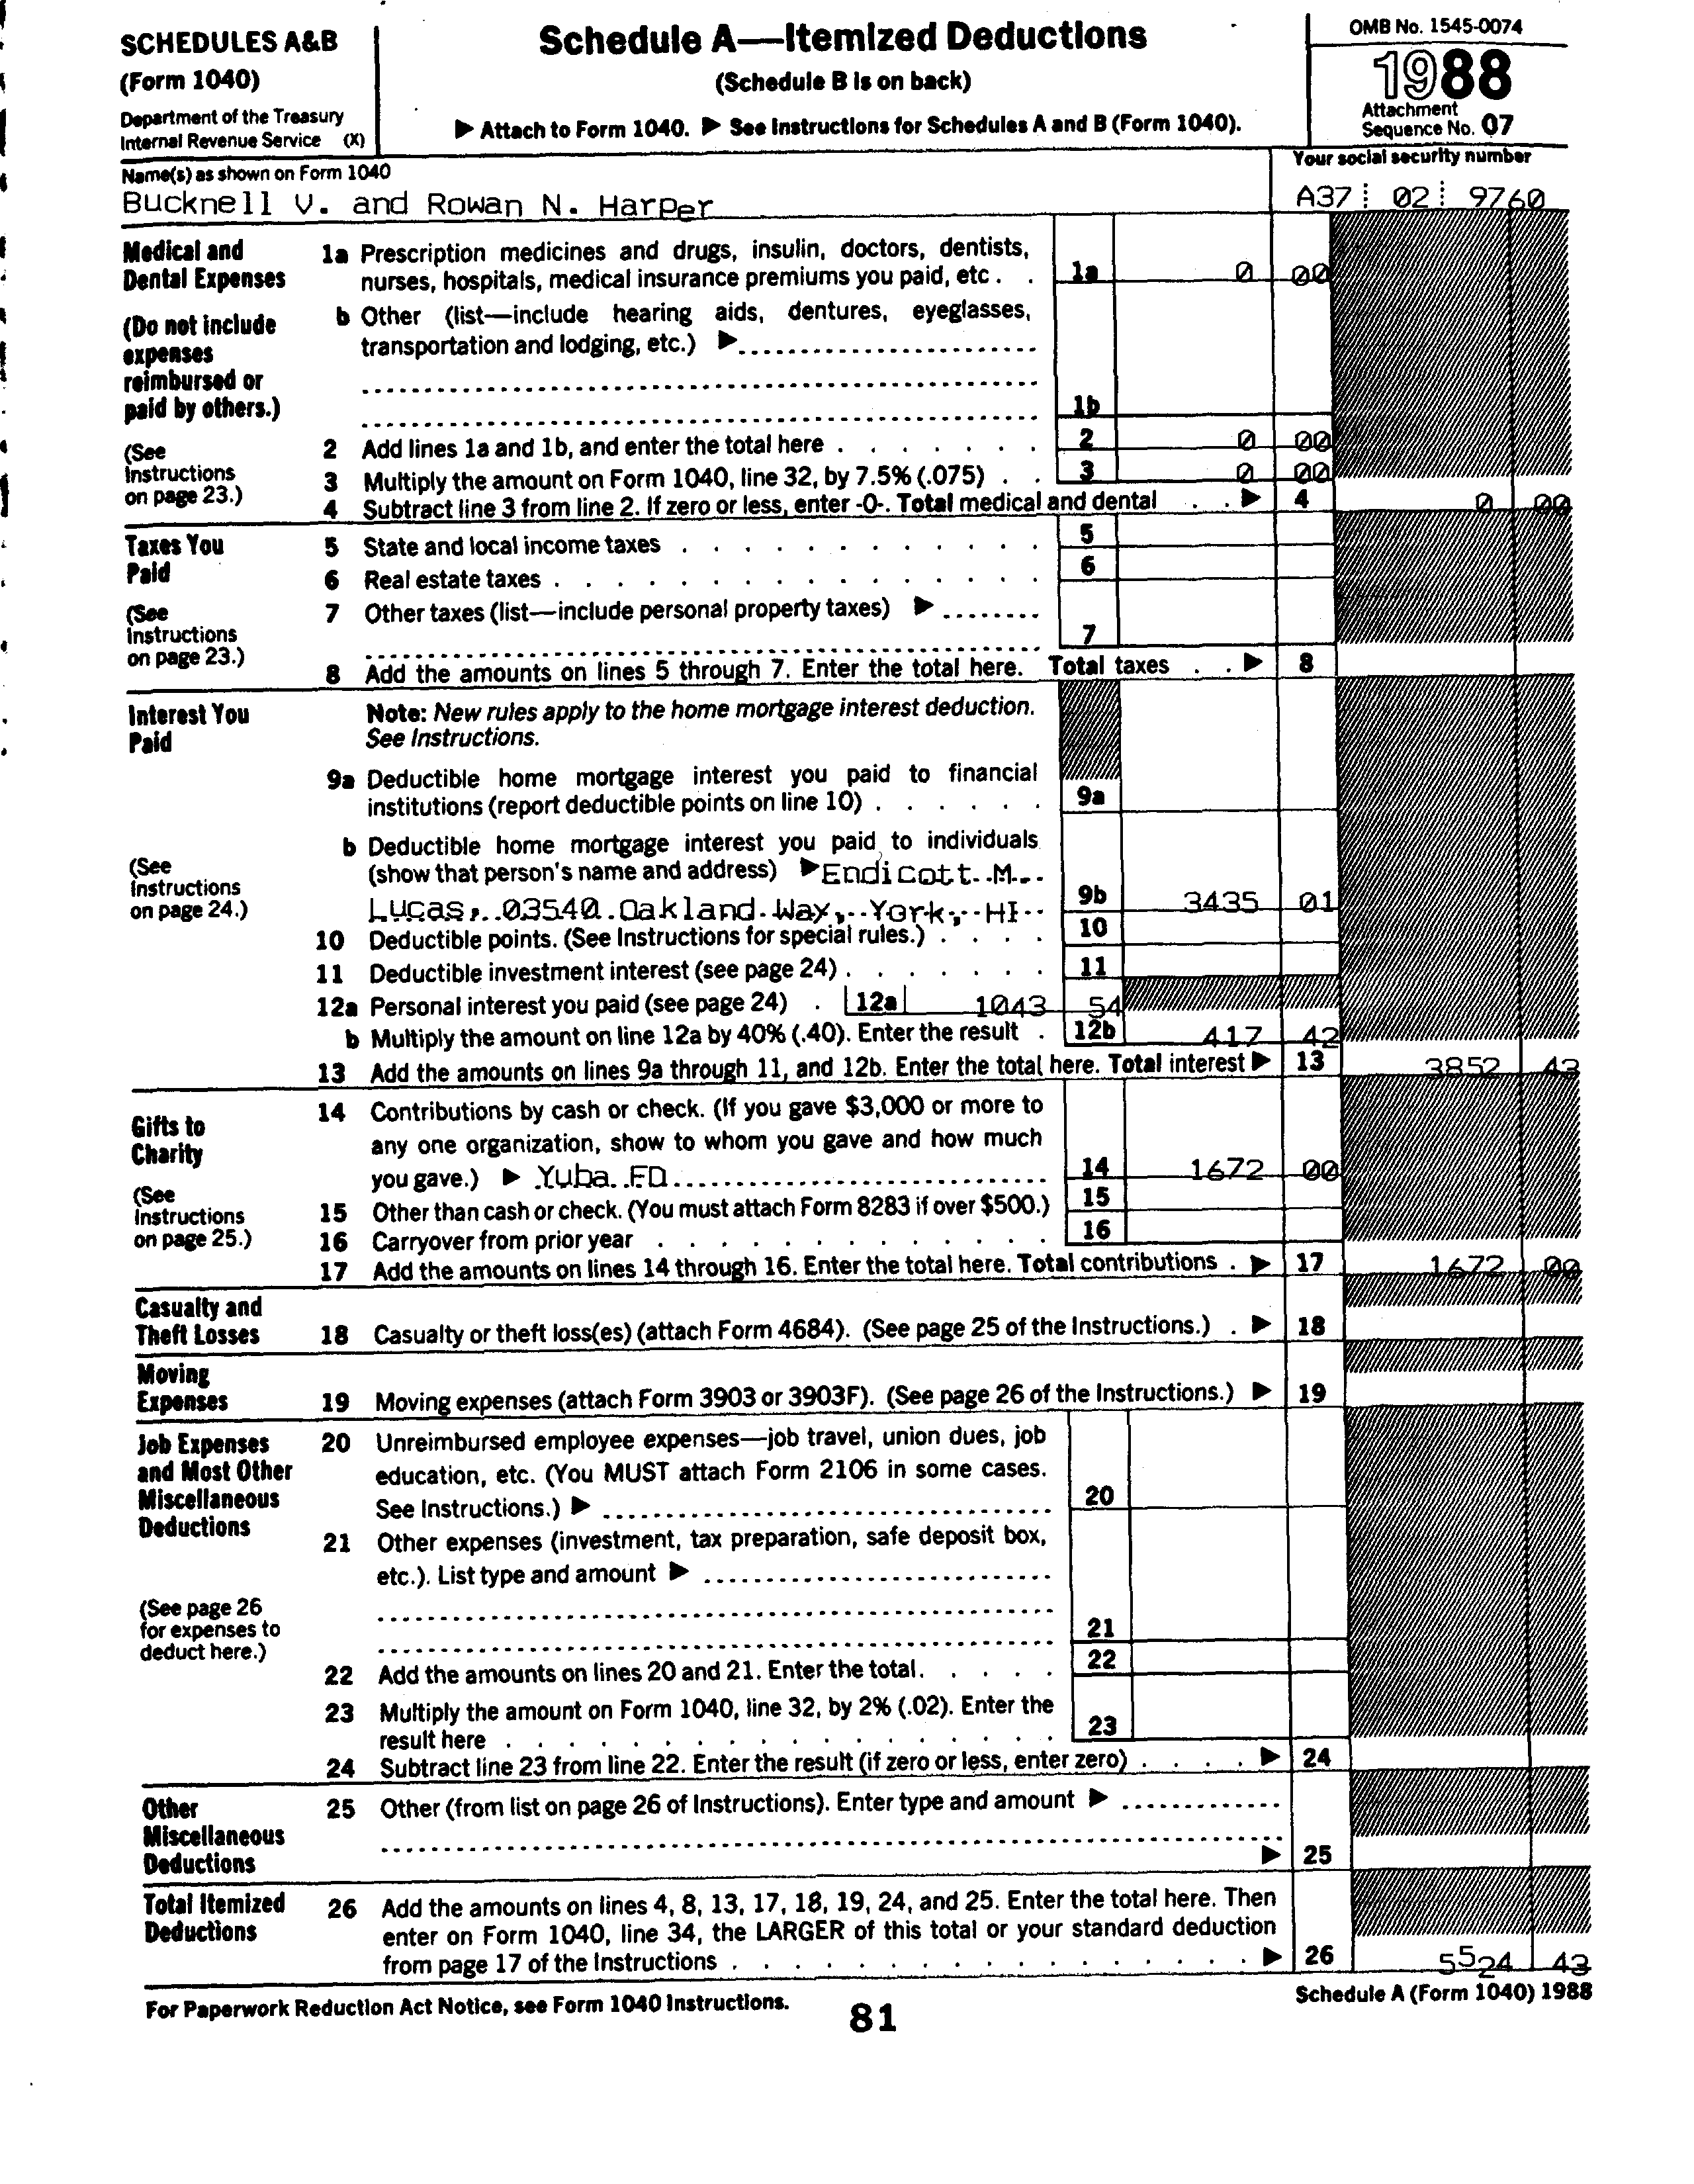 SCHEDULES A&B
(Form 1040)
Department of the Treasury
Internal Revenue Service (X)
Schedule A—Itemized Deductions
(Schedule B is on back)
▶ Attach to Form 1040. ▶ See Instructions for Schedules A and B (Form 1040).
OMB No. 1545-0074
1988
Attachment
Sequence No. 07
Name(s) as shown on Form 1040
Bucknell V. and Rowan N. Harper
Your social security number
A37 02 9760
Medical and
Dental Expenses
(Do not include
expenses
reimbursed or
paid by others.)
(See
Instructions
on page 23.)
1a Prescription medicines and drugs, insulin, doctors, dentists,
nurses, hospitals, medical insurance premiums you paid, etc . . 1a 0 00
b Other (list—include hearing aids, dentures, eyeglasses,
transportation and lodging, etc.) ▶
1b
2 Add lines 1a and 1b, and enter the total here . . . . . . . 2 0 00
3 Multiply the amount on Form 1040, line 32, by 7.5% (.075) . . 3 0 00
4 Subtract line 3 from line 2. If zero or less, enter -0-. Total medical and dental . . ▶ 4 0 00
Taxes You
Paid
(See
Instructions
on page 23.)
5 State and local income taxes . . . . . . . . . . . . 5
6 Real estate taxes . . . . . . . . . . . . . . . . 6
7 Other taxes (list—include personal property taxes) ▶
7
8 Add the amounts on lines 5 through 7. Enter the total here. Total taxes . . ▶ 8
Interest You
Paid
(See
Instructions
on page 24.)
Note: New rules apply to the home mortgage interest deduction.
See Instructions.
9a Deductible home mortgage interest you paid to financial
institutions (report deductible points on line 10) . . . . . . 9a
b Deductible home mortgage interest you paid to individuals
(show that person's name and address) ▶ Endicott M.
Lucas, 03540 Oakland Way, York, HI 9b 3435 01
10 Deductible points. (See Instructions for special rules.) . . . . 10
11 Deductible investment interest (see page 24) . . . . . . . 11
12a Personal interest you paid (see page 24) . 12a 1043 54
b Multiply the amount on line 12a by 40% (.40). Enter the result . 12b 417 42
13 Add the amounts on lines 9a through 11, and 12b. Enter the total here. Total interest ▶ 13 3852 43
Gifts to
Charity
(See
Instructions
on page 25.)
14 Contributions by cash or check. (If you gave $3,000 or more to
any one organization, show to whom you gave and how much
you gave.) ▶ Yuba FD 14 1672 00
15 Other than cash or check. (You must attach Form 8283 if over $500.) 15
16 Carryover from prior year . . . . . . . . . . . . . 16
17 Add the amounts on lines 14 through 16. Enter the total here. Total contributions . ▶ 17 1672 00
Casualty and
Theft Losses
18 Casualty or theft loss(es) (attach Form 4684). (See page 25 of the Instructions.) . ▶ 18
Moving
Expenses
19 Moving expenses (attach Form 3903 or 3903F). (See page 26 of the Instructions.) ▶ 19
Job Expenses
and Most Other
Miscellaneous
Deductions
(See page 26
for expenses to
deduct here.)
20 Unreimbursed employee expenses—job travel, union dues, job
education, etc. (You MUST attach Form 2106 in some cases.
See Instructions.) ▶ 20
21 Other expenses (investment, tax preparation, safe deposit box,
etc.). List type and amount ▶
21
22 Add the amounts on lines 20 and 21. Enter the total. . . . . 22
23 Multiply the amount on Form 1040, line 32, by 2% (.02). Enter the
result here . . . . . . . . . . . . . . . . . . 23
24 Subtract line 23 from line 22. Enter the result (if zero or less, enter zero) . . . . ▶ 24
Other
Miscellaneous
Deductions
25 Other (from list on page 26 of Instructions). Enter type and amount ▶
▶ 25
Total Itemized
Deductions
26 Add the amounts on lines 4, 8, 13, 17, 18, 19, 24, and 25. Enter the total here. Then
enter on Form 1040, line 34, the LARGER of this total or your standard deduction
from page 17 of the Instructions . . . . . . . . . . . . . . . . . ▶ 26 5524 43
For Paperwork Reduction Act Notice, see Form 1040 Instructions.
81
Schedule A (Form 1040) 1988